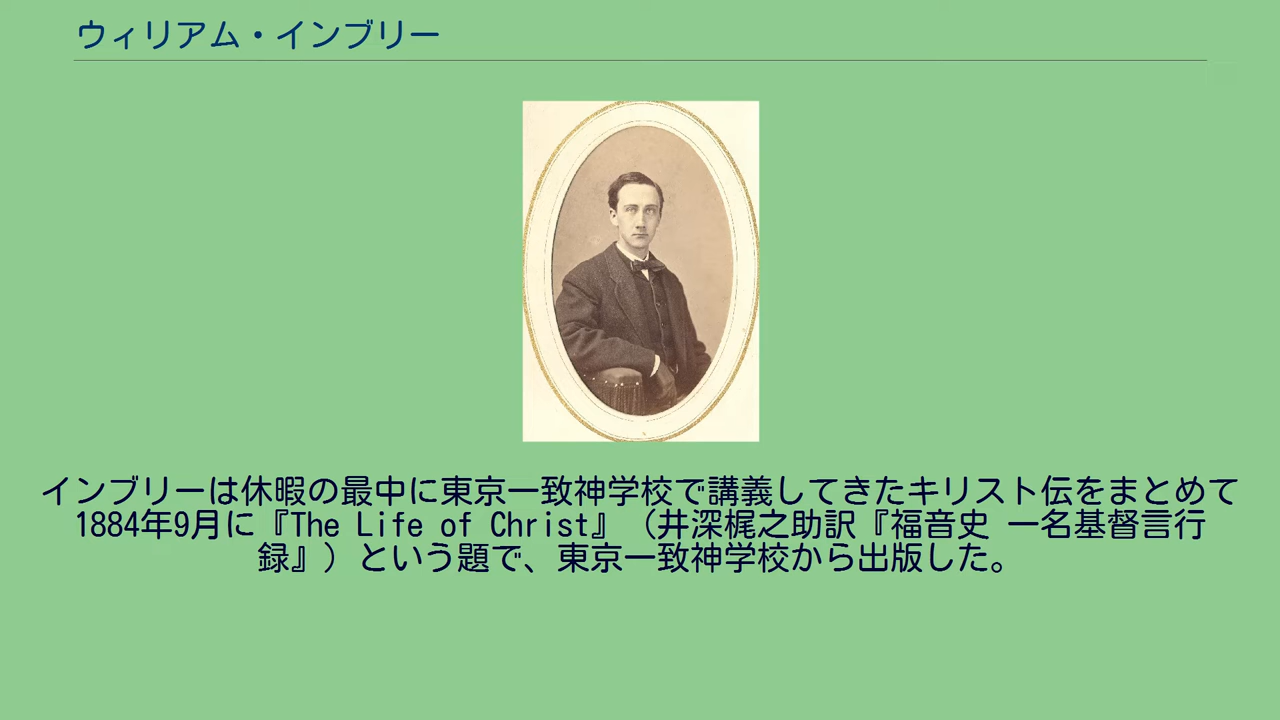 ウィリアム・インブリー
インブリーは休暇の最中に東京一致神学校で講義してきたキリスト伝をまとめて
1884年9月に『The Life of Christ』（井深梶之助訳『福音史 一名基督言行
録』）という題で、東京一致神学校から出版した。